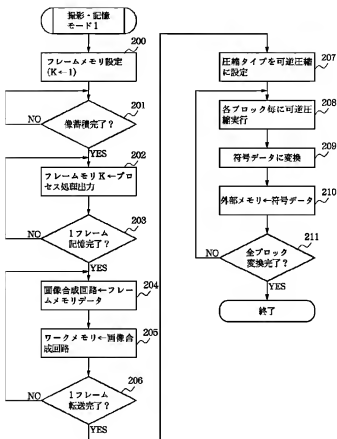 撮影・記憶
モード1
200
フレームメモリ設定
(K←1)
201
像蓄積完了？
NO
YES
202
フレームモリK←プロ
セス処理出力
203
1フレーム
記憶完了？
NO
YES
204
画像合成回路←フレー
ムメモリデータ
205
ワークメモリ←画像合
成回路
206
1フレーム
転送完了？
NO
YES
207
圧縮タイプを可逆圧縮
に設定
208
各ブロック毎に可逆圧
縮実行
209
符号データに変換
210
外部メモリ←符号データ
211
全ブロック
変換完了？
NO
YES
終了